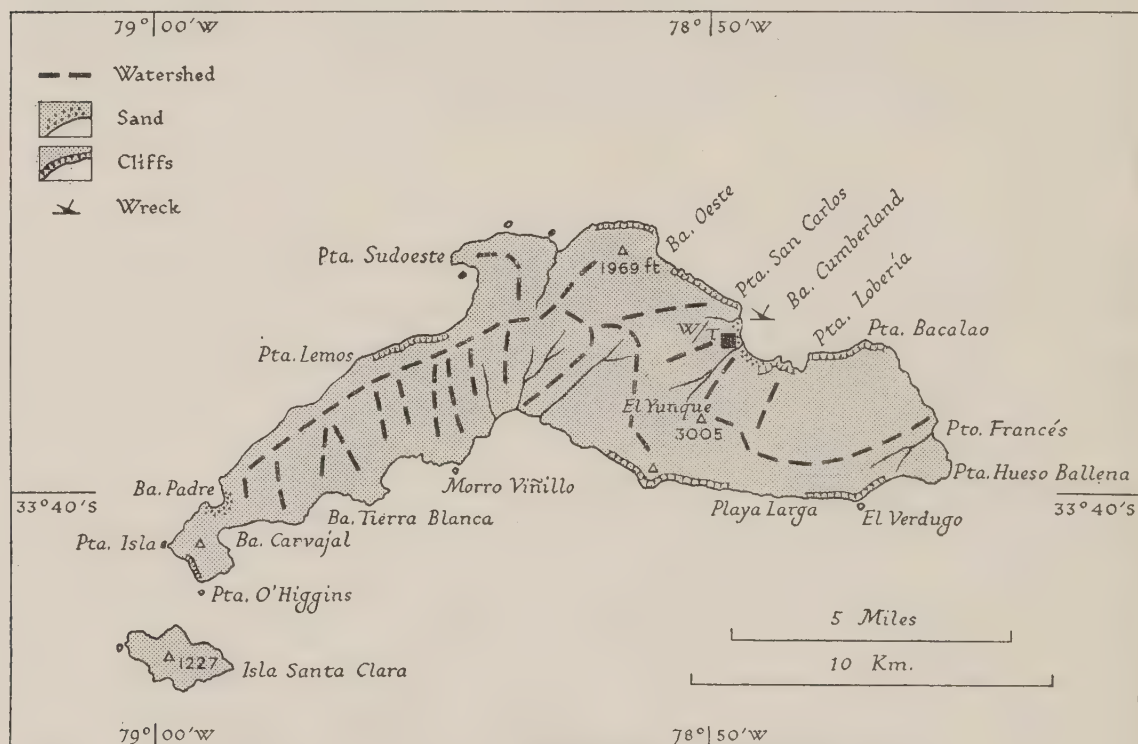 79° 00' W
78° 50' W
Watershed
Sand
Cliffs
Wreck
Pta. Sudoeste
1969 ft
Ba. Oeste
Pta. San Carlos
Ba. Cumberland
Pta. Lobería
Pta. Bacalao
W/T
Pta. Lemos
El Yunque
3005
Pto. Francés
Pta. Hueso Ballena
Ba. Padre
Morro Viñillo
33° 40' S
Ba. Tierra Blanca
Playa Larga
El Verdugo
33° 40' S
Pta. Isla
Ba. Carvajal
Pta. O'Higgins
5 Miles
1227
Isla Santa Clara
10 Km.
79° 00' W
78° 50' W